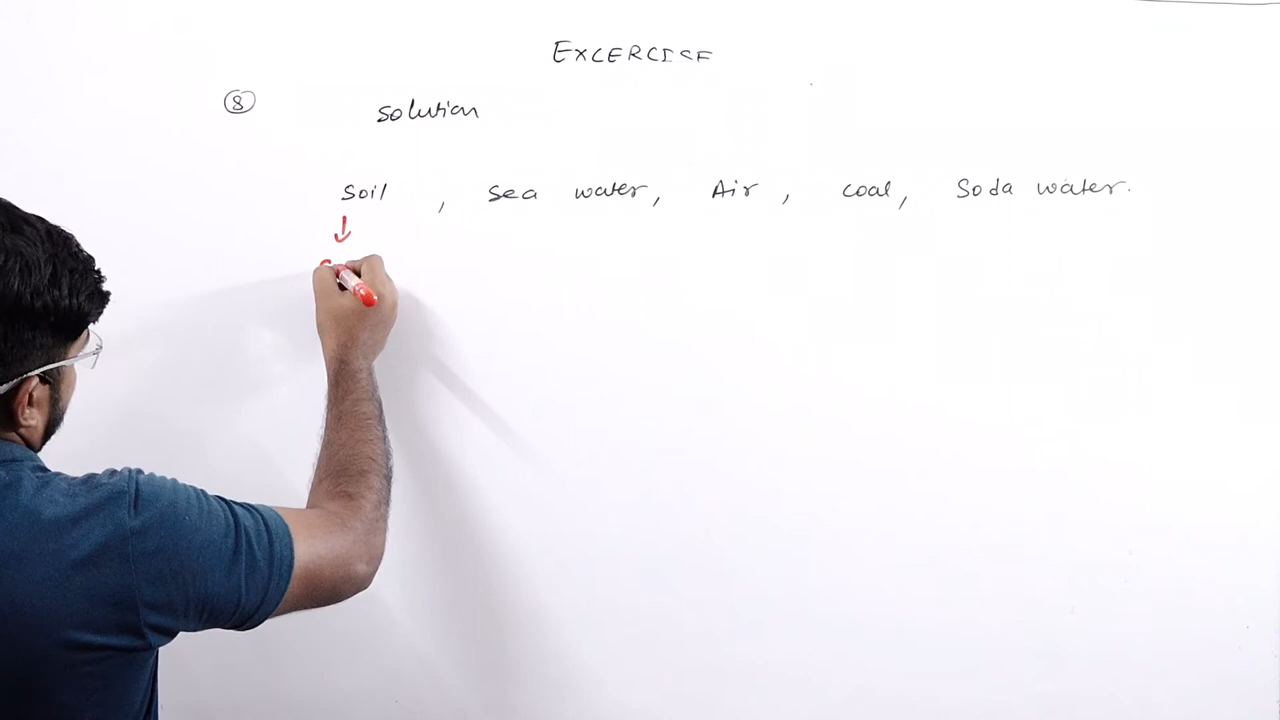 EXCERCISE
8 solution
soil , sea water, Air , coal, Soda water.